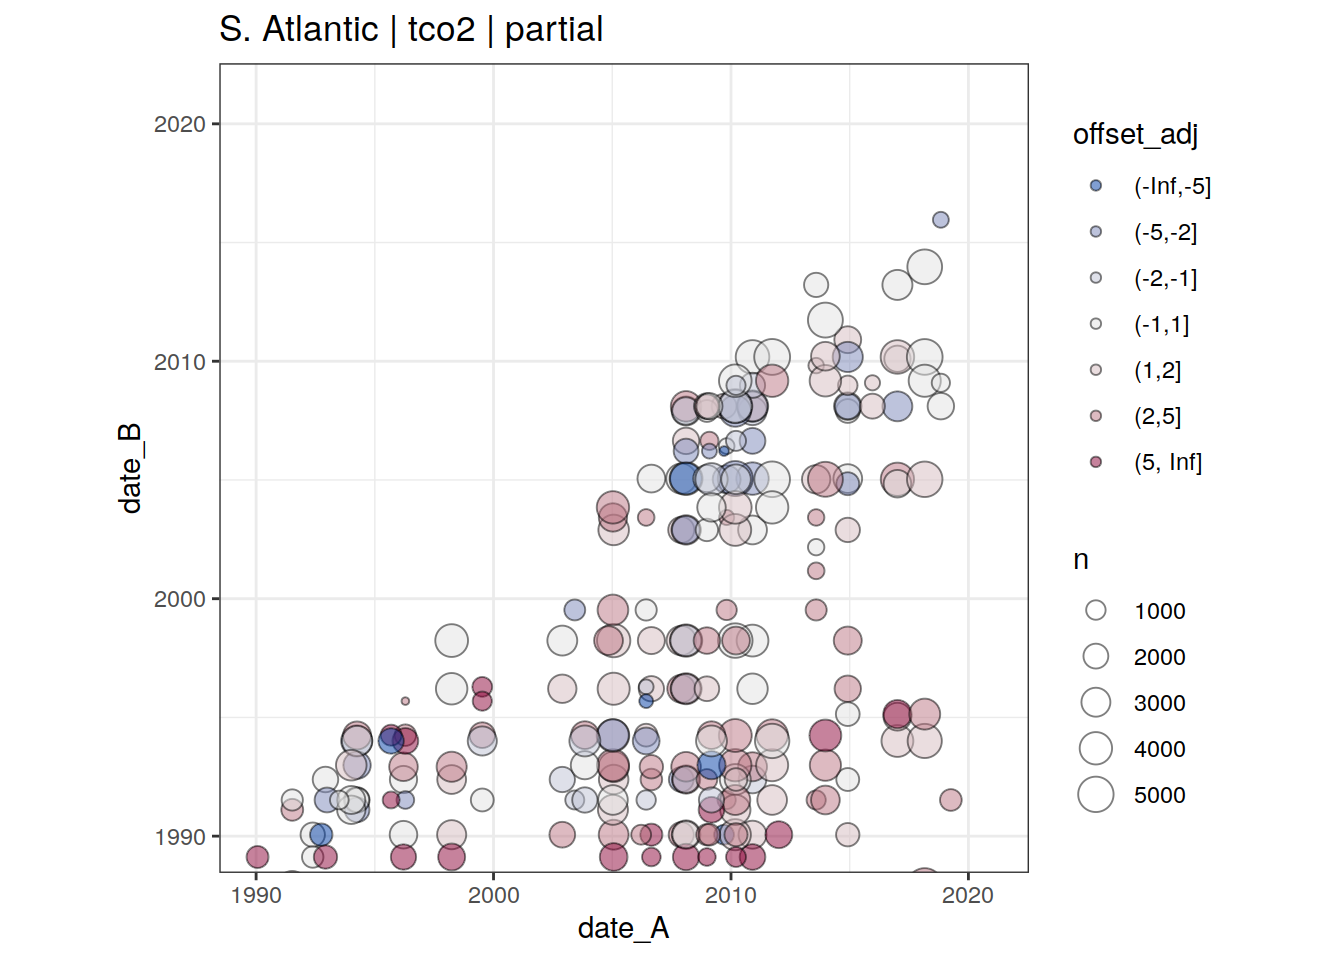 S. Atlantic | tco2 | partial
2020
2010
2000
1990
1990
2000
2010
2020
date_A
date_B
offset_adj
(-Inf,-5]
(-5,-2]
(-2,-1]
(-1,1]
(1,2]
(2,5]
(5, Inf]
n
1000
2000
3000
4000
5000